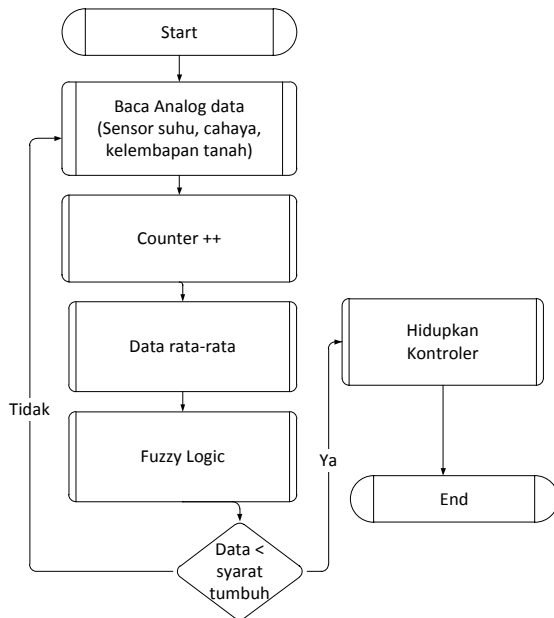 Start
Baca Analog data
(Sensor suhu, cahaya,
kelembapan tanah)
Counter ++
Data rata-rata
Fuzzy Logic
Data <
syarat
tumbuh
Tidak
Ya
Hidupkan
Kontroler
End